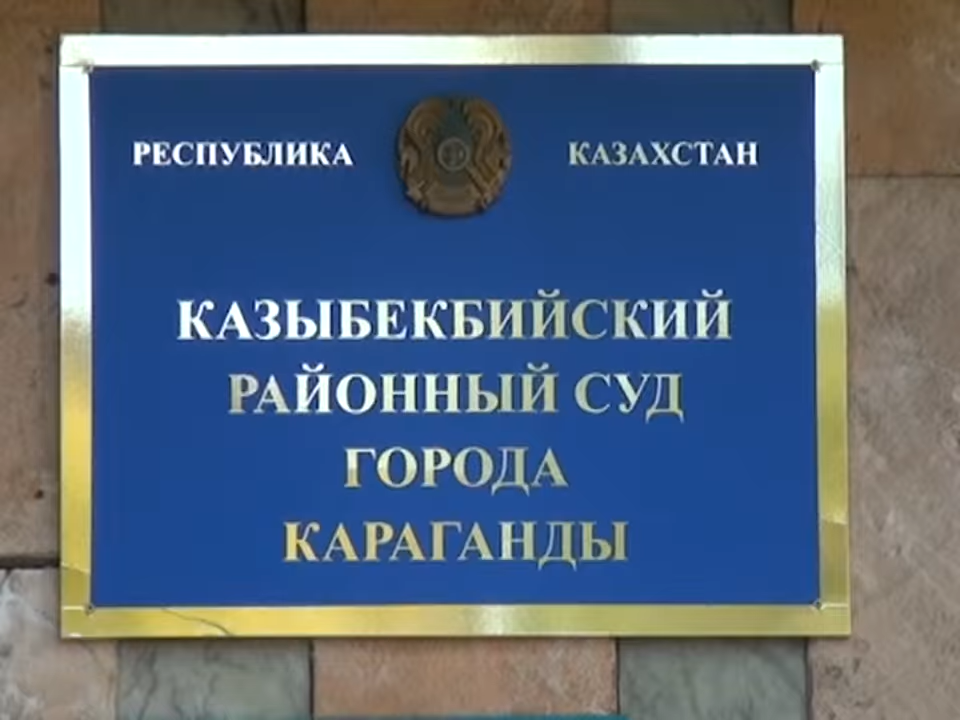 РЕСПУБЛИКА КАЗАХСТАН
КАЗЫБЕКБИЙСКИЙ
РАЙОННЫЙ СУД
ГОРОДА
КАРАГАНДЫ